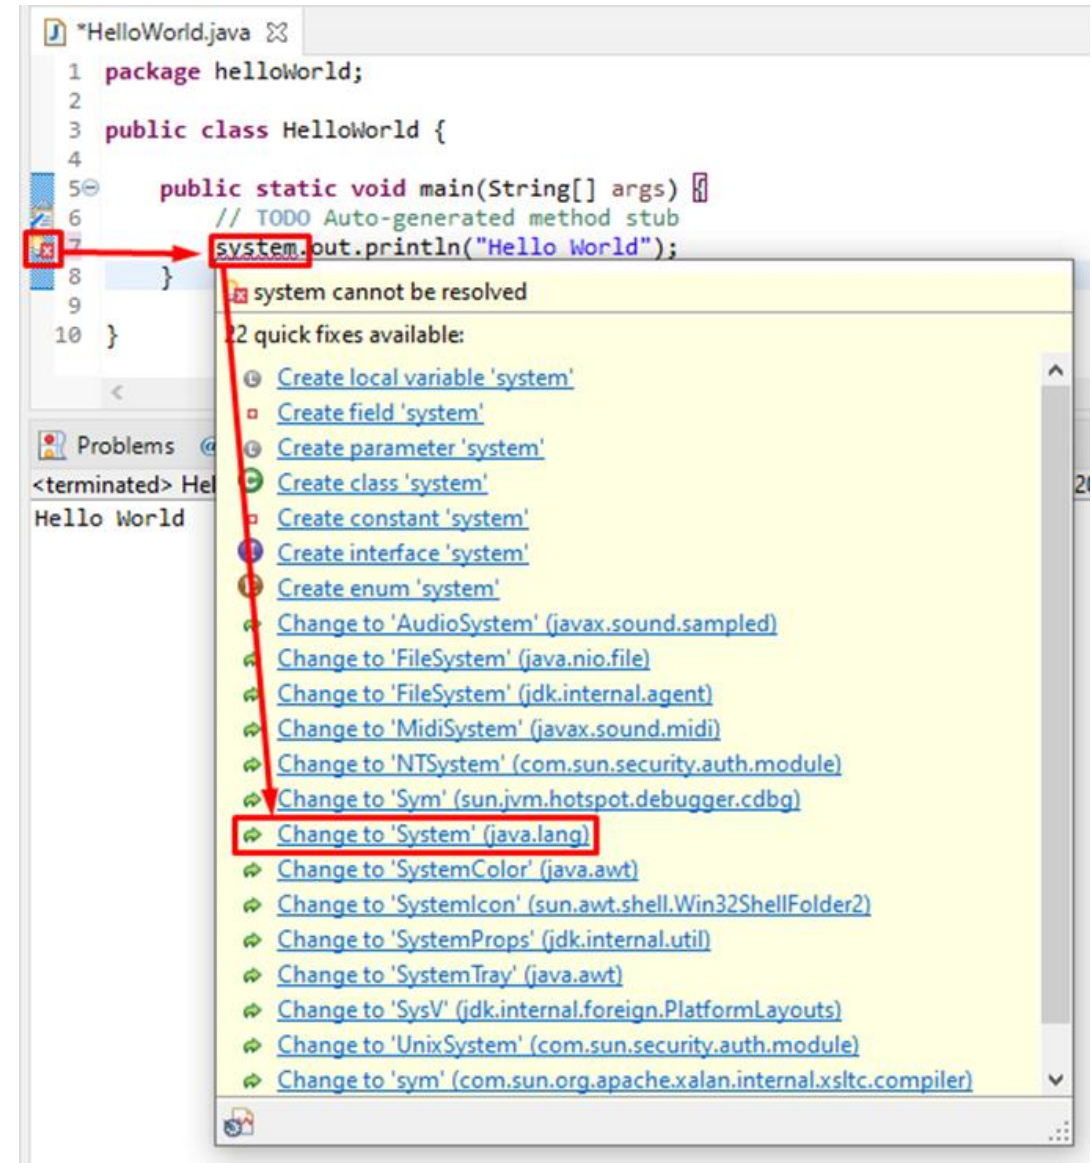 *HelloWorld.java
1 package helloWorld;
2
3 public class HelloWorld {
4
5 public static void main(String[] args) {
6 // TODO Auto-generated method stub
7 system.out.println("Hello World");
8 }
9
10 }
system cannot be resolved
22 quick fixes available:
Create local variable 'system'
Create field 'system'
Create parameter 'system'
Create class 'system'
Create constant 'system'
Create interface 'system'
Create enum 'system'
Change to 'AudioSystem' (javax.sound.sampled)
Change to 'FileSystem' (java.nio.file)
Change to 'FileSystem' (jdk.internal.agent)
Change to 'MidiSystem' (javax.sound.midi)
Change to 'NTSystem' (com.sun.security.auth.module)
Change to 'Sym' (sun.jvm.hotspot.debugger.cdbg)
Change to 'System' (java.lang)
Change to 'SystemColor' (java.awt)
Change to 'SystemIcon' (sun.awt.shell.Win32ShellFolder2)
Change to 'SystemProps' (jdk.internal.util)
Change to 'SystemTray' (java.awt)
Change to 'SysV' (jdk.internal.foreign.PlatformLayouts)
Change to 'UnixSystem' (com.sun.security.auth.module)
Change to 'sym' (com.sun.org.apache.xalan.internal.xsltc.compiler)
Problems @
<terminated> Hel
Hello World